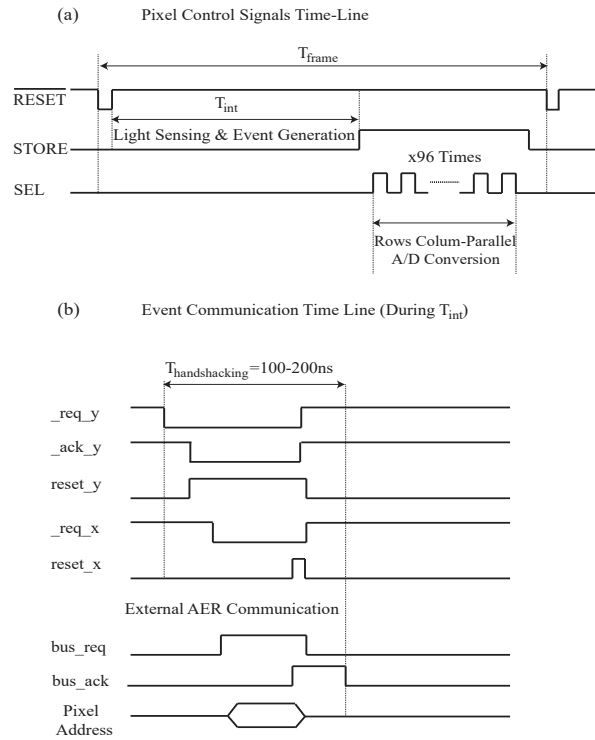 (a) Pixel Control Signals Time-Line
T_frame
RESET
T_int
Light Sensing & Event Generation
STORE
x96 Times
SEL
Rows Colum-Parallel
A/D Conversion
(b) Event Communication Time Line (During T_int)
T_handshacking=100-200ns
_req_y
_ack_y
reset_y
_req_x
reset_x
External AER Communication
bus_req
bus_ack
Pixel
Address